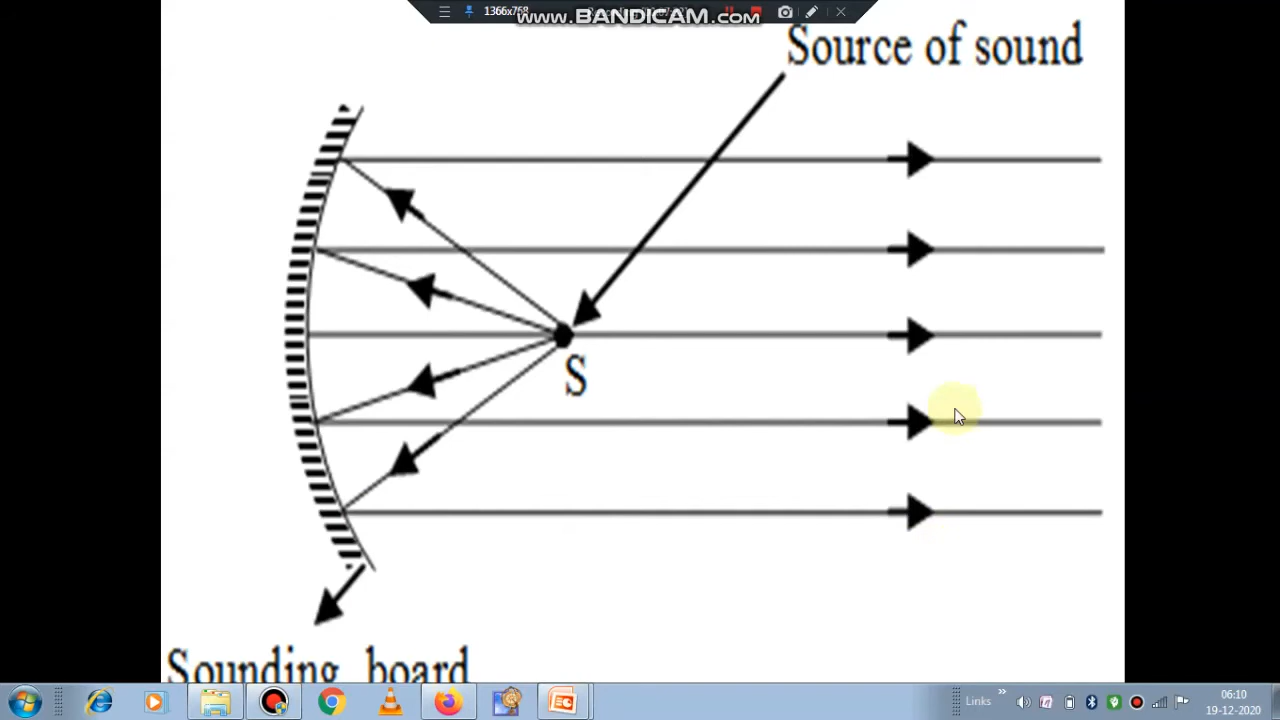 1366x768
www.BANDICAM.com
Source of sound
S
Sounding board
Links
06:10
19-12-2020